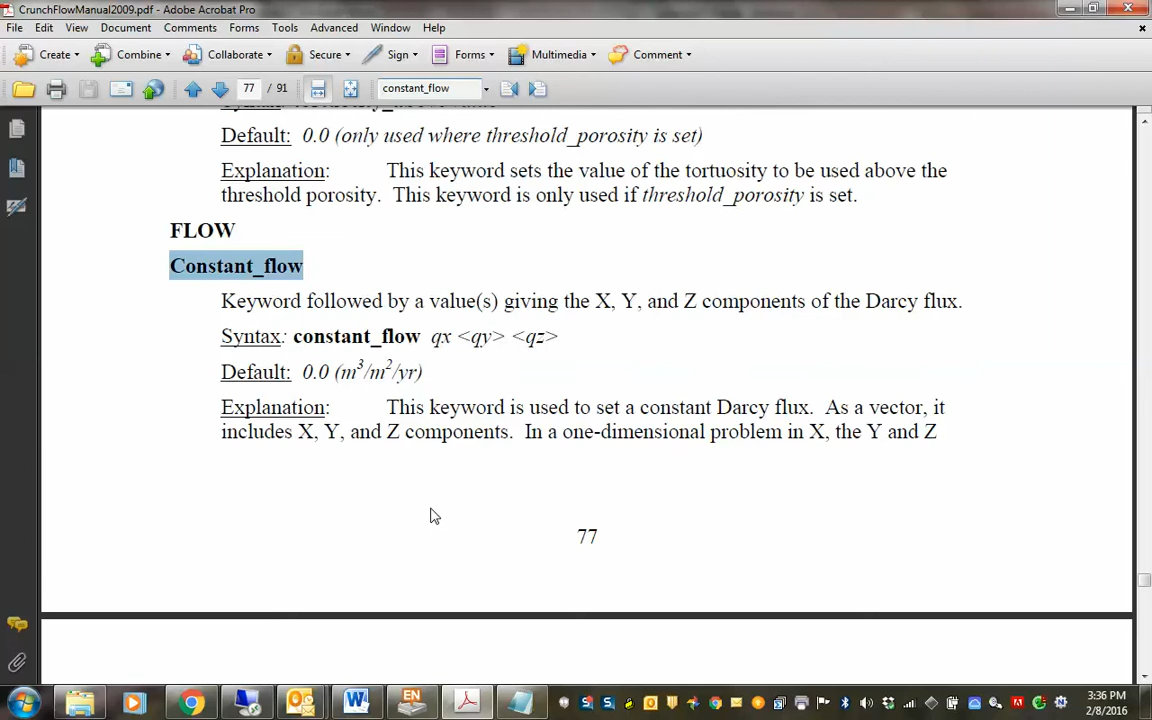 CrunchFlowManual2009.pdf - Adobe Acrobat Pro
File Edit View Document Comments Forms Tools Advanced Window Help
Create Combine Collaborate Secure Sign Forms Multimedia Comment
77 / 91 constant_flow
Default: 0.0 (only used where threshold_porosity is set)
Explanation: This keyword sets the value of the tortuosity to be used above the
threshold porosity. This keyword is only used if threshold_porosity is set.
FLOW
Constant_flow
Keyword followed by a value(s) giving the X, Y, and Z components of the Darcy flux.
Syntax: constant_flow qx <qy> <qz>
Default: 0.0 (m³/m²/yr)
Explanation: This keyword is used to set a constant Darcy flux. As a vector, it
includes X, Y, and Z components. In a one-dimensional problem in X, the Y and Z
77
EN
3:36 PM
2/8/2016